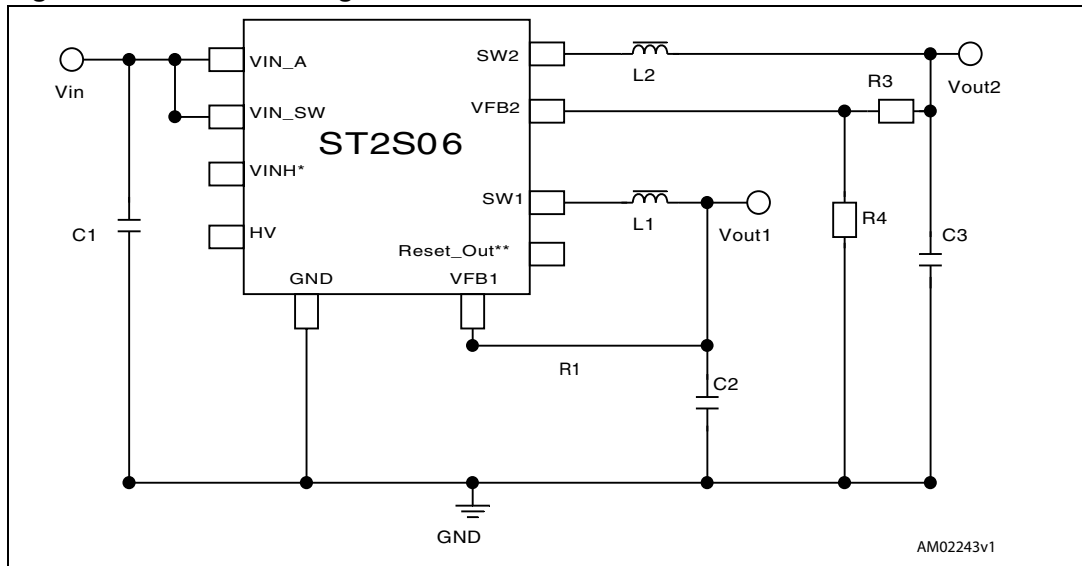 Vin
C1
VIN_A
VIN_SW
VINH*
HV
GND
ST2S06
SW2
VFB2
SW1
Reset_Out**
VFB1
L2
R3
Vout2
L1
Vout1
R4
C3
R1
C2
GND
AM02243v1